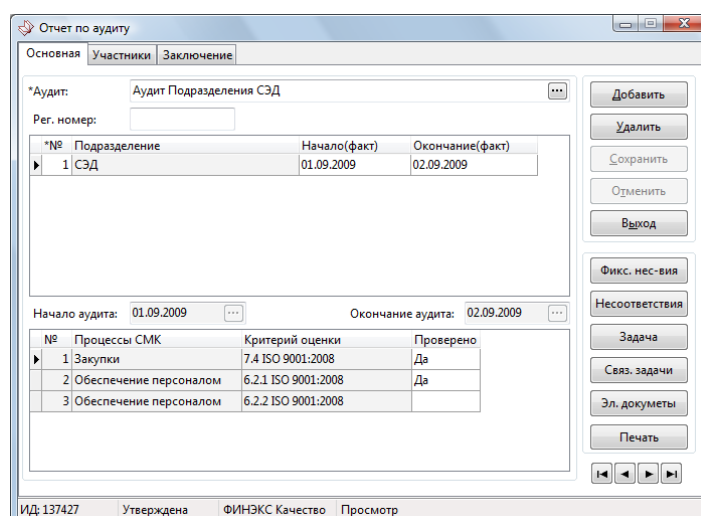 Отчет по аудиту
Основная Участники Заключение
*Аудит: Аудит Подразделения СЭД ...
Рег. номер:
*№ Подразделение Начало(факт) Окончание(факт)
1 СЭД 01.09.2009 02.09.2009
Начало аудита: 01.09.2009 ... Окончание аудита: 02.09.2009 ...
№ Процессы СМК Критерий оценки Проверено
1 Закупки 7.4 ISO 9001:2008 Да
2 Обеспечение персоналом 6.2.1 ISO 9001:2008 Да
3 Обеспечение персоналом 6.2.2 ISO 9001:2008
Добавить
Удалить
Сохранить
Отменить
Выход
Фикс. нес-вия
Несоответствия
Задача
Связ. задачи
Эл. докуметы
Печать
ИД: 137427 Утверждена ФИНЭКС Качество Просмотр